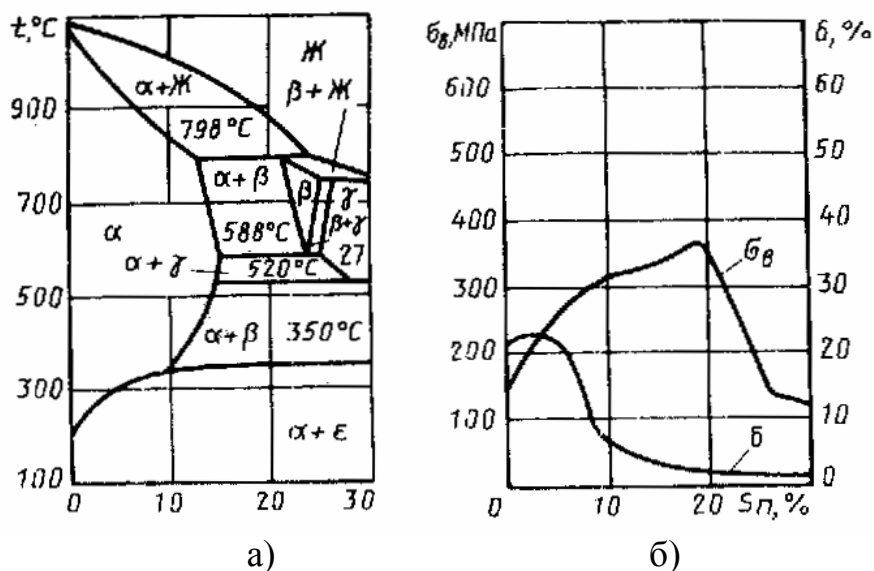 t,°C
Ж
α+Ж
β+Ж
900
798°C
α+β
β
γ
700
β+γ
α
588°C
27
α+γ
520°C
500
α+β
350°C
300
α+ε
100
0
10
20
30
а)
σв,МПа
б, %
600
60
500
50
400
40
300
30
σв
200
20
100
10
б
0
0
10
20
Sп,%
б)